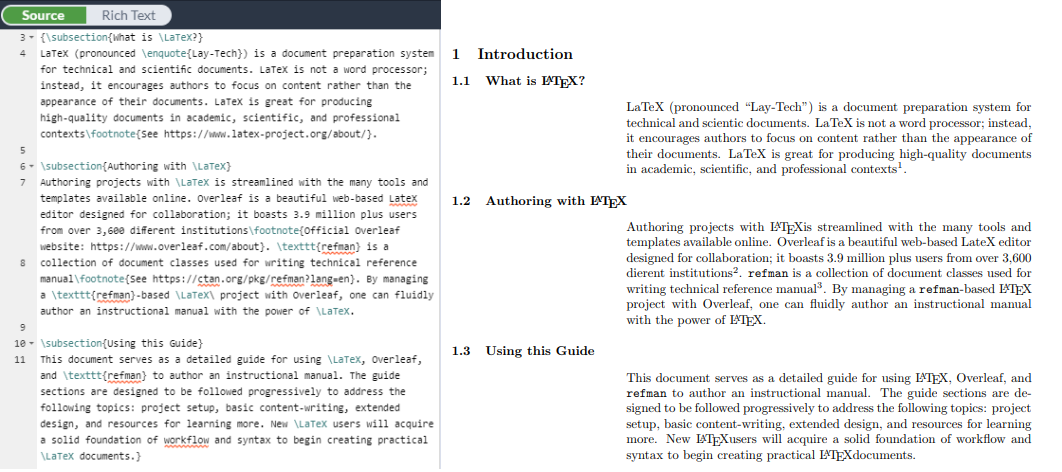 Source Rich Text
3 {\subsection{What is \LaTeX?}
4 LaTeX (pronounced \enquote{Lay-Tech}) is a document preparation system
for technical and scientific documents. LaTeX is not a word processor;
instead, it encourages authors to focus on content rather than the
appearance of their documents. LaTeX is great for producing
high-quality documents in academic, scientific, and professional
contexts\footnote{See https://www.latex-project.org/about/}.
5
6 \subsection{Authoring with \LaTeX}
7 Authoring projects with \LaTeX is streamlined with the many tools and
templates available online. Overleaf is a beautiful web-based LateX
editor designed for collaboration; it boasts 3.9 million plus users
from over 3,600 different institutions\footnote{Official Overleaf
website: https://www.overleaf.com/about}. \texttt{refman} is a
8 collection of document classes used for writing technical reference
manual\footnote{See https://ctan.org/pkg/refman?lang=en}. By managing
a \texttt{refman}-based \LaTeX\ project with Overleaf, one can fluidly
author an instructional manual with the power of \LaTeX.
9
10 \subsection{Using this Guide}
11 This document serves as a detailed guide for using \LaTeX, Overleaf,
and \texttt{refman} to author an instructional manual. The guide
sections are designed to be followed progressively to address the
following topics: project setup, basic content-writing, extended
design, and resources for learning more. New \LaTeX users will acquire
a solid foundation of workflow and syntax to begin creating practical
\LaTeX documents.}
1 Introduction
1.1 What is LATEX?
LaTeX (pronounced “Lay-Tech”) is a document preparation system for
technical and scientic documents. LaTeX is not a word processor; instead,
it encourages authors to focus on content rather than the appearance of
their documents. LaTeX is great for producing high-quality documents
in academic, scientific, and professional contexts1.
1.2 Authoring with LATEX
Authoring projects with LATEXis streamlined with the many tools and
templates available online. Overleaf is a beautiful web-based LateX editor
designed for collaboration; it boasts 3.9 million plus users from over 3,600
dierent institutions2. refman is a collection of document classes used for
writing technical reference manual3. By managing a refman-based LATEX
project with Overleaf, one can fluidly author an instructional manual
with the power of LATEX.
1.3 Using this Guide
This document serves as a detailed guide for using LATEX, Overleaf, and
refman to author an instructional manual. The guide sections are de-
signed to be followed progressively to address the following topics: project
setup, basic content-writing, extended design, and resources for learning
more. New LATEXusers will acquire a solid foundation of workflow and
syntax to begin creating practical LATEXdocuments.